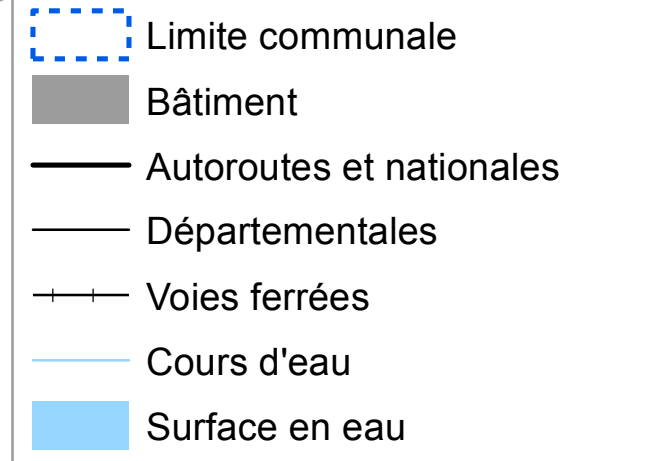 Limite communale
Bâtiment
Autoroutes et nationales
Départementales
Voies ferrées
Cours d'eau
Surface en eau